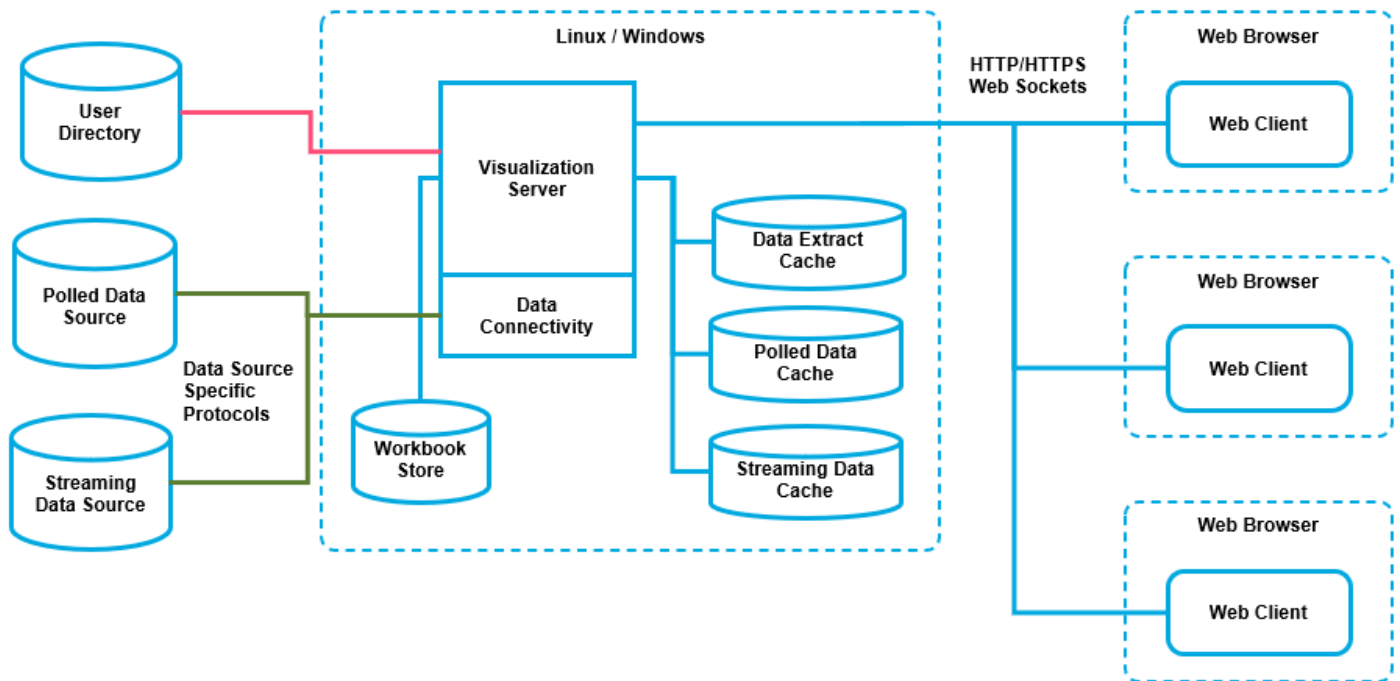 Linux / Windows
Web Browser
HTTP/HTTPS
Web Sockets
User
Directory
Web Client
Visualization
Server
Data Extract
Cache
Web Browser
Polled Data
Source
Data
Connectivity
Polled Data
Cache
Data Source
Specific
Protocols
Web Client
Workbook
Store
Streaming Data
Cache
Streaming
Data Source
Web Browser
Web Client